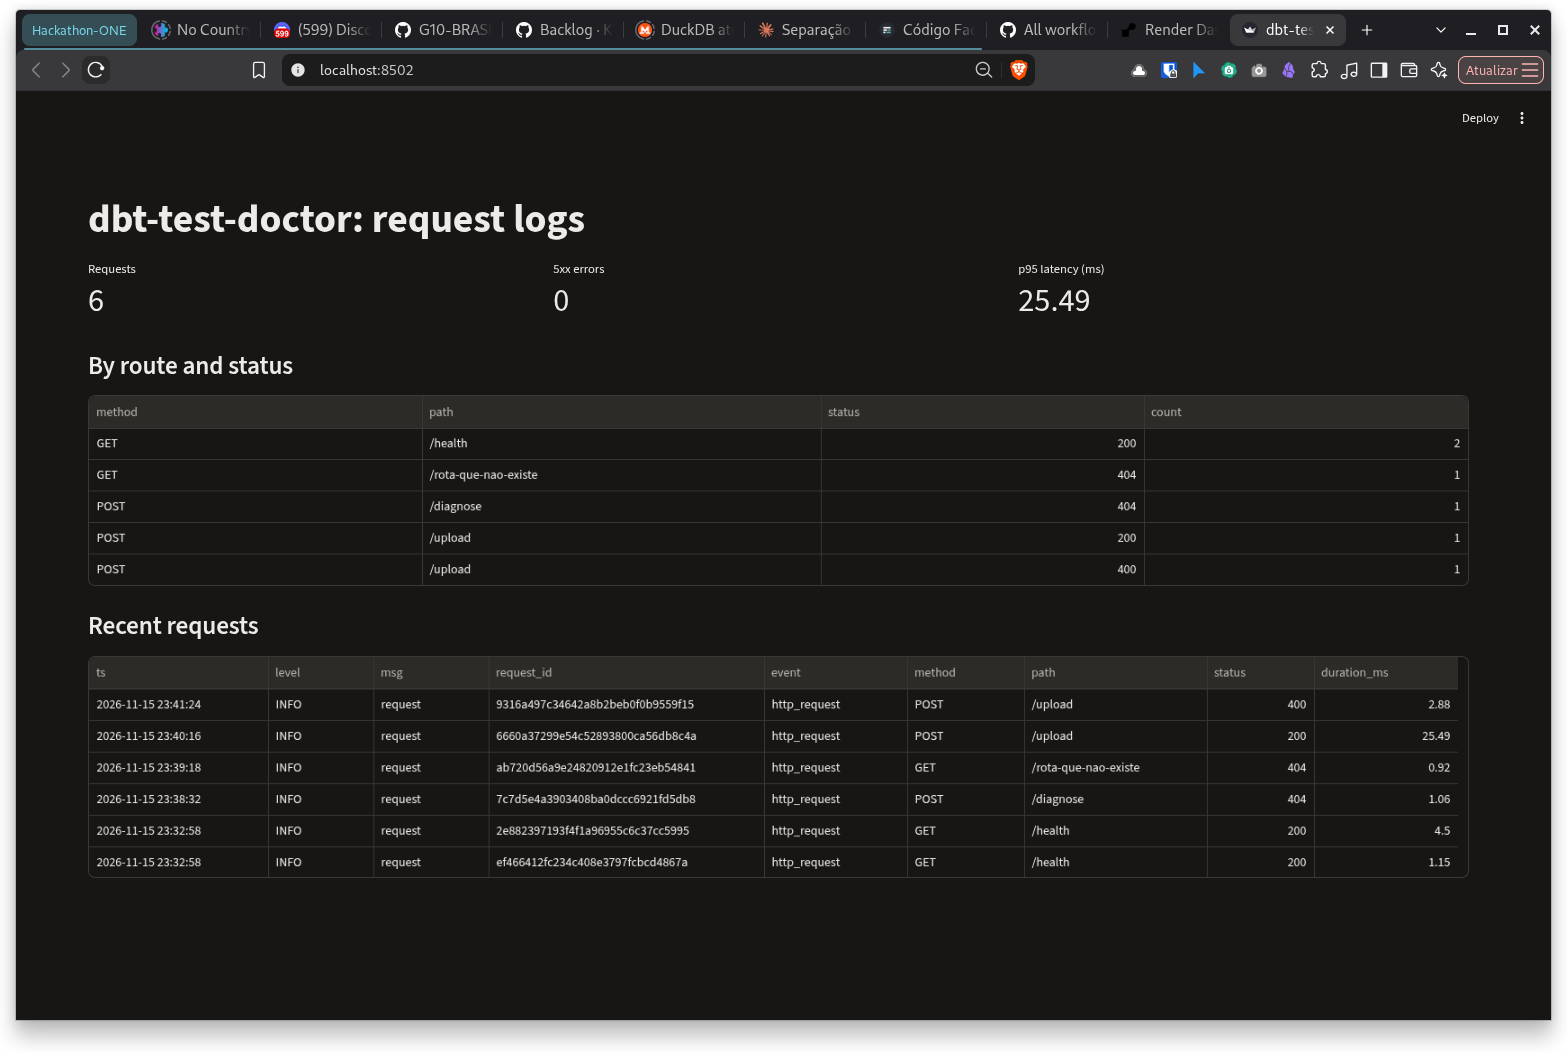 Hackathon-ONE No Countr (599) Disco G10-BRAS Backlog · K DuckDB at Separação Código Fac All workflo Render Da dbt-tes
localhost:8502 Atualizar
Deploy
dbt-test-doctor: request logs
Requests 5xx errors p95 latency (ms)
6 0 25.49
By route and status
method path status count
GET /health 200 2
GET /rota-que-nao-existe 404 1
POST /diagnose 404 1
POST /upload 200 1
POST /upload 400 1
Recent requests
ts level msg request_id event method path status duration_ms
2026-11-15 23:41:24 INFO request 9316a497c34642a8b2beb0f0b9559f15 http_request POST /upload 400 2.88
2026-11-15 23:40:16 INFO request 6660a37299e54c52893800ca56db8c4a http_request POST /upload 200 25.49
2026-11-15 23:39:18 INFO request ab720d56a9e24820912e1fc23eb54841 http_request GET /rota-que-nao-existe 404 0.92
2026-11-15 23:38:32 INFO request 7c7d5e4a3903408ba0dccc6921fd5db8 http_request POST /diagnose 404 1.06
2026-11-15 23:32:58 INFO request 2e882397193f4f1a96955c6c37cc5995 http_request GET /health 200 4.5
2026-11-15 23:32:58 INFO request ef466412fc234c408e3797fcbcd4867a http_request GET /health 200 1.15